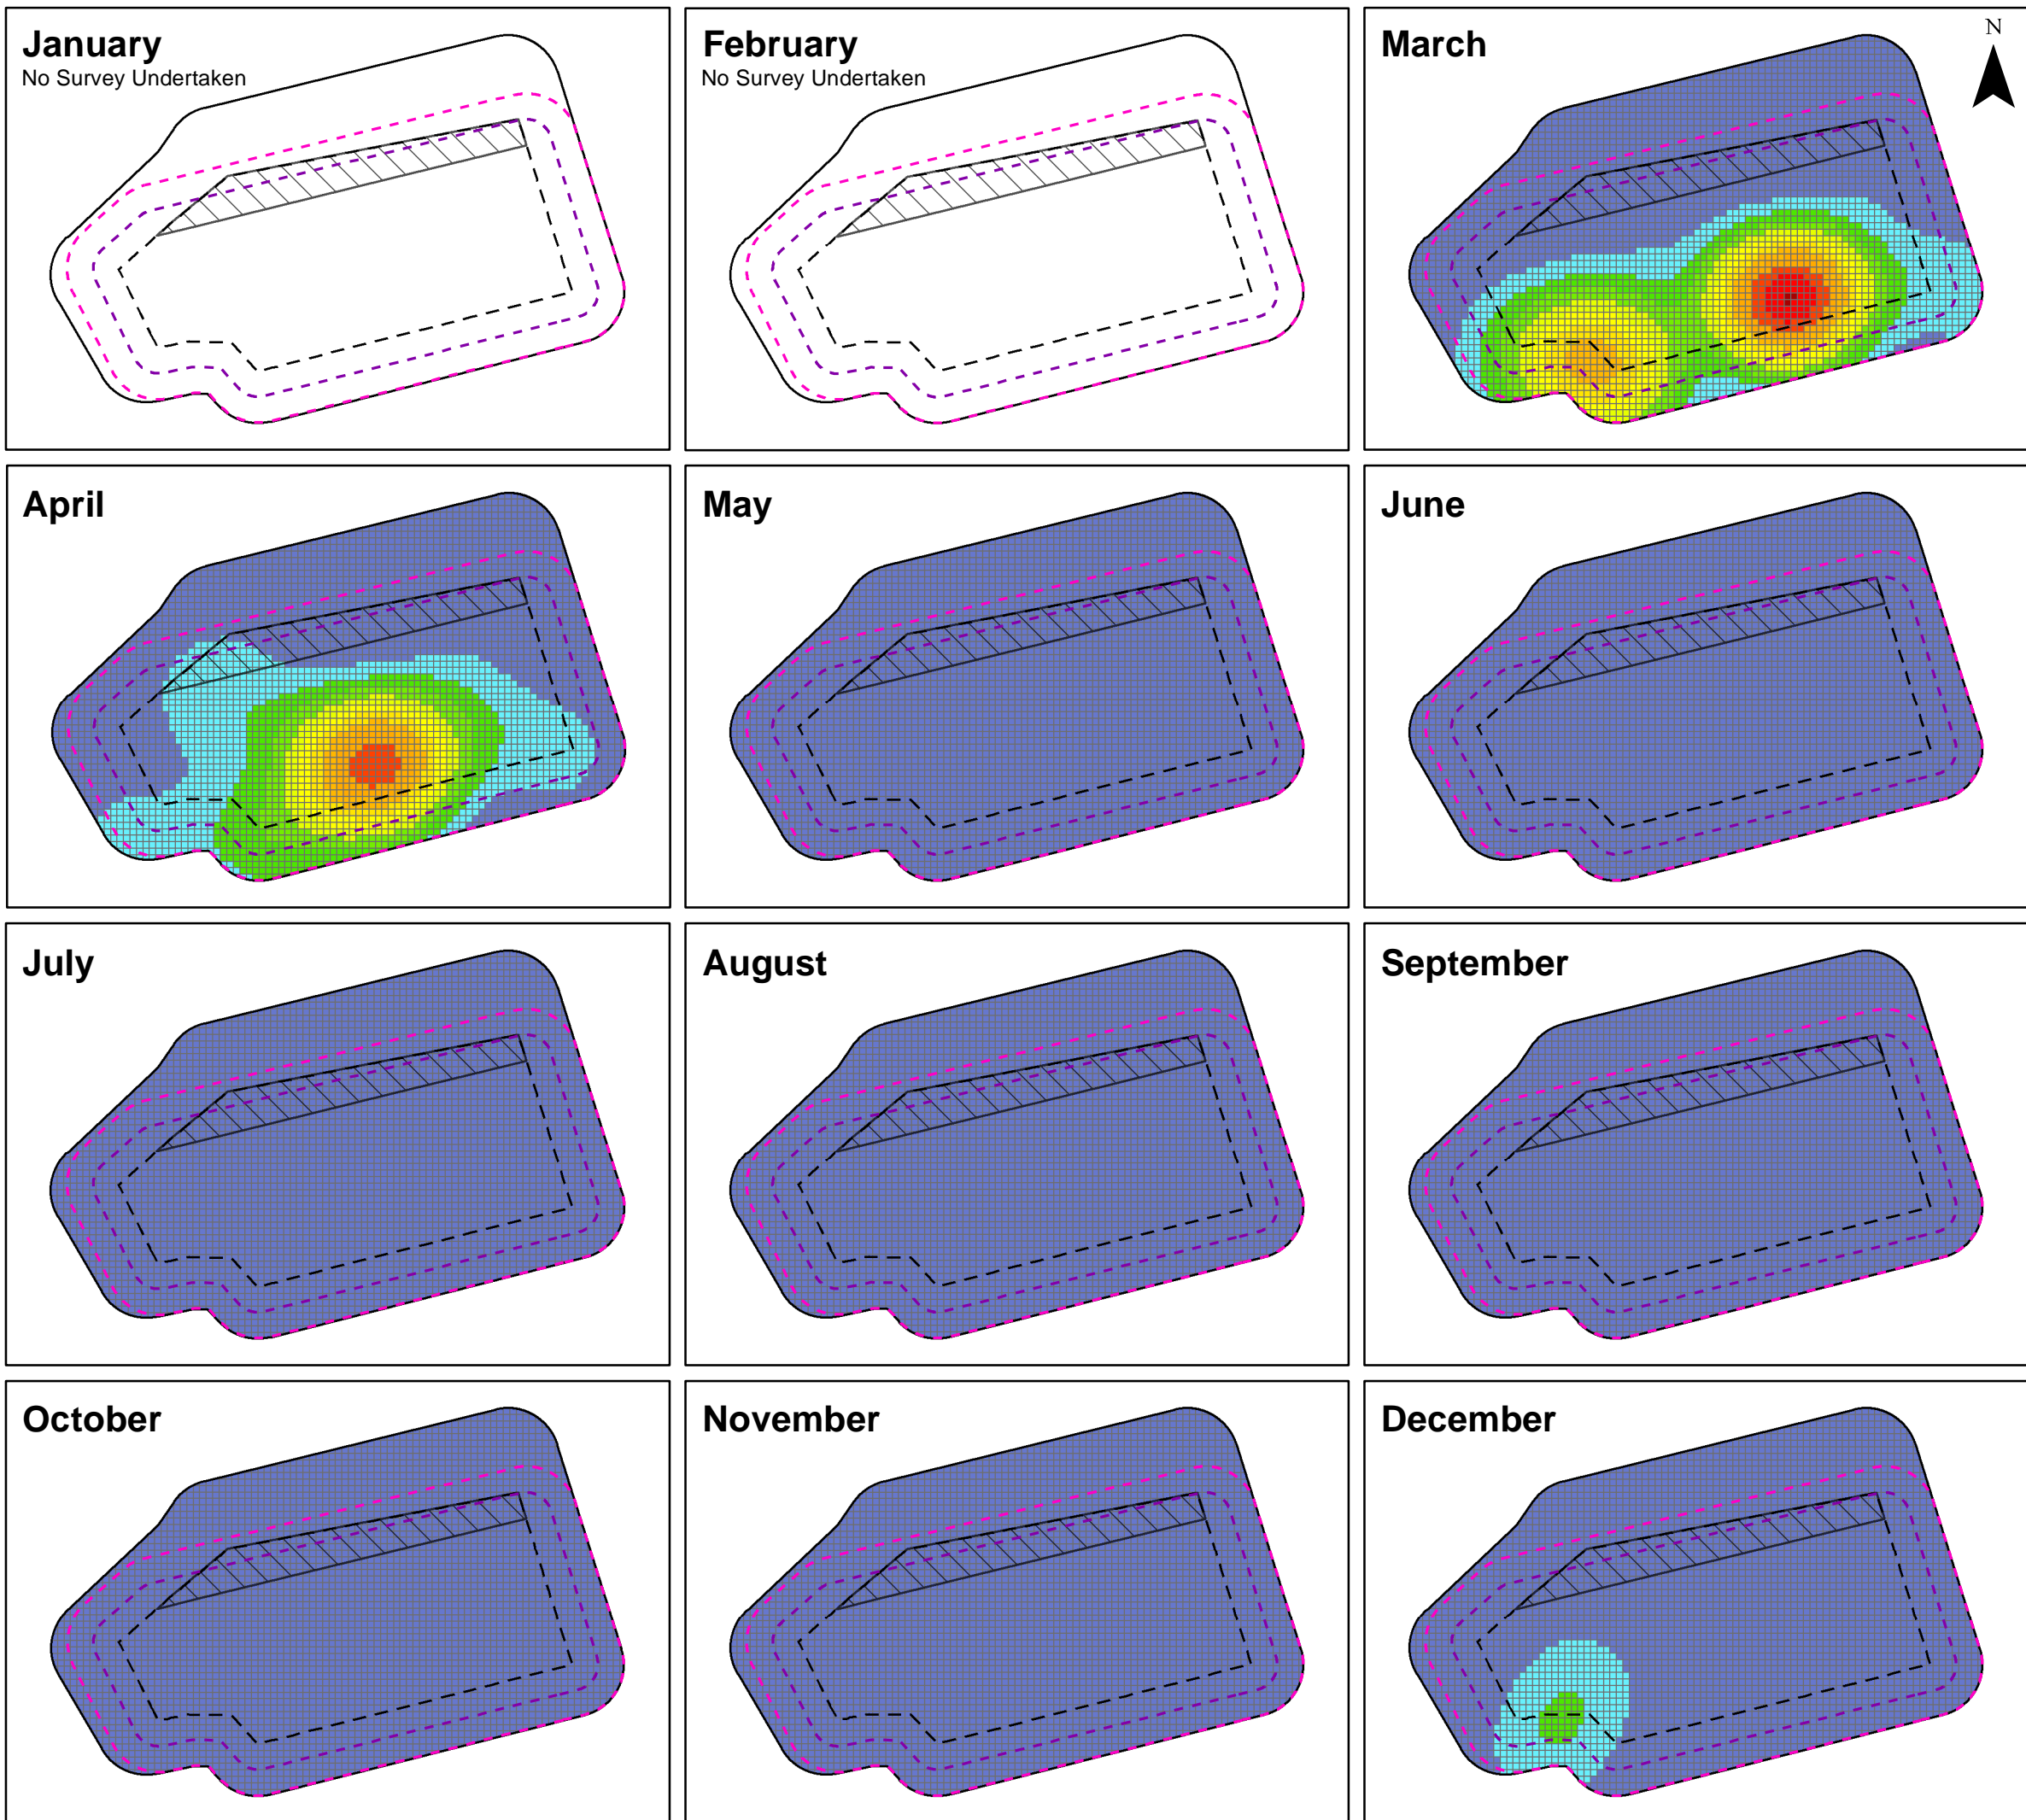 January
No Survey Undertaken
February
No Survey Undertaken
March
N
April
May
June
July
August
September
October
November
December